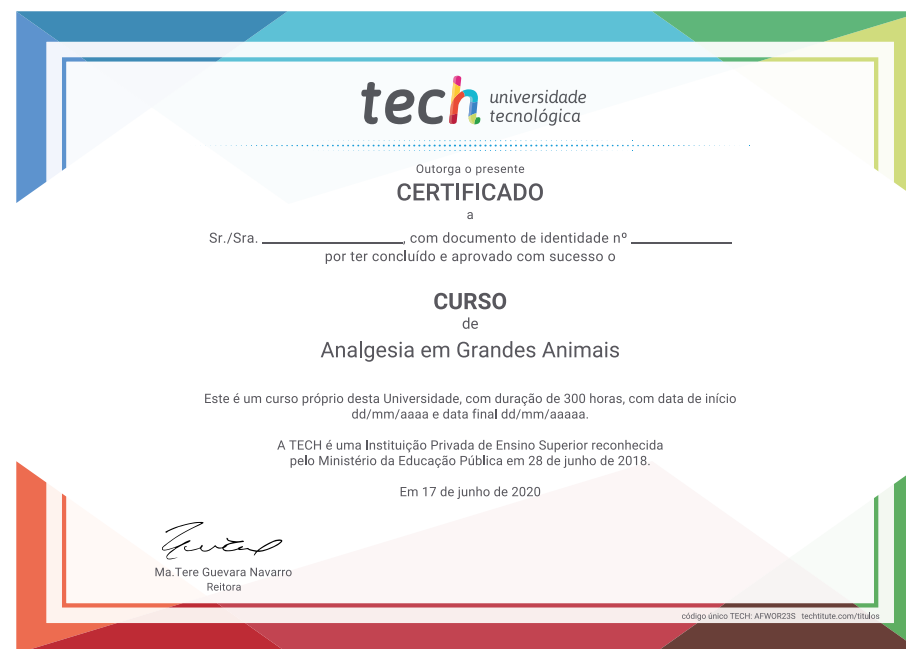 tech universidade
tecnológica
Outorga o presente
CERTIFICADO
a
Sr./Sra. ________________, com documento de identidade nº ____________
por ter concluído e aprovado com sucesso o
CURSO
de
Analgesia em Grandes Animais
Este é um curso próprio desta Universidade, com duração de 300 horas, com data de início
dd/mm/aaaa e data final dd/mm/aaaaa.
A TECH é uma Instituição Privada de Ensino Superior reconhecida
pelo Ministério da Educação Pública em 28 de junho de 2018.
Em 17 de junho de 2020
Ma.Tere Guevara Navarro
Reitora
código único TECH: AFWOR23S techtitute.com/titulos